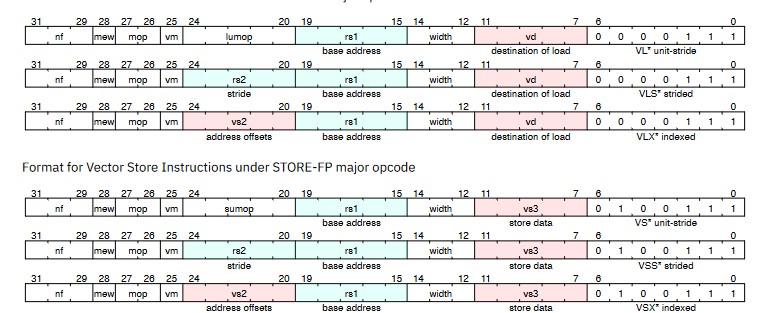 31 29 28 27 26 25 24 20 19 15 14 12 11 7 6 0
nf mew mop vm lumop rs1 width vd 0 0 0 0 1 1 1
base address destination of load VL* unit-stride
31 29 28 27 26 25 24 20 19 15 14 12 11 7 6 0
nf mew mop vm rs2 rs1 width vd 0 0 0 0 1 1 1
stride base address destination of load VLS* strided
31 29 28 27 26 25 24 20 19 15 14 12 11 7 6 0
nf mew mop vm vs2 rs1 width vd 0 0 0 0 1 1 1
address offsets base address destination of load VLX* indexed
Format for Vector Store Instructions under STORE-FP major opcode
31 29 28 27 26 25 24 20 19 15 14 12 11 7 6 0
nf mew mop vm sumop rs1 width vs3 0 1 0 0 1 1 1
base address store data VS* unit-stride
31 29 28 27 26 25 24 20 19 15 14 12 11 7 6 0
nf mew mop vm rs2 rs1 width vs3 0 1 0 0 1 1 1
stride base address store data VSS* strided
31 29 28 27 26 25 24 20 19 15 14 12 11 7 6 0
nf mew mop vm vs2 rs1 width vs3 0 1 0 0 1 1 1
address offsets base address store data VSX* indexed